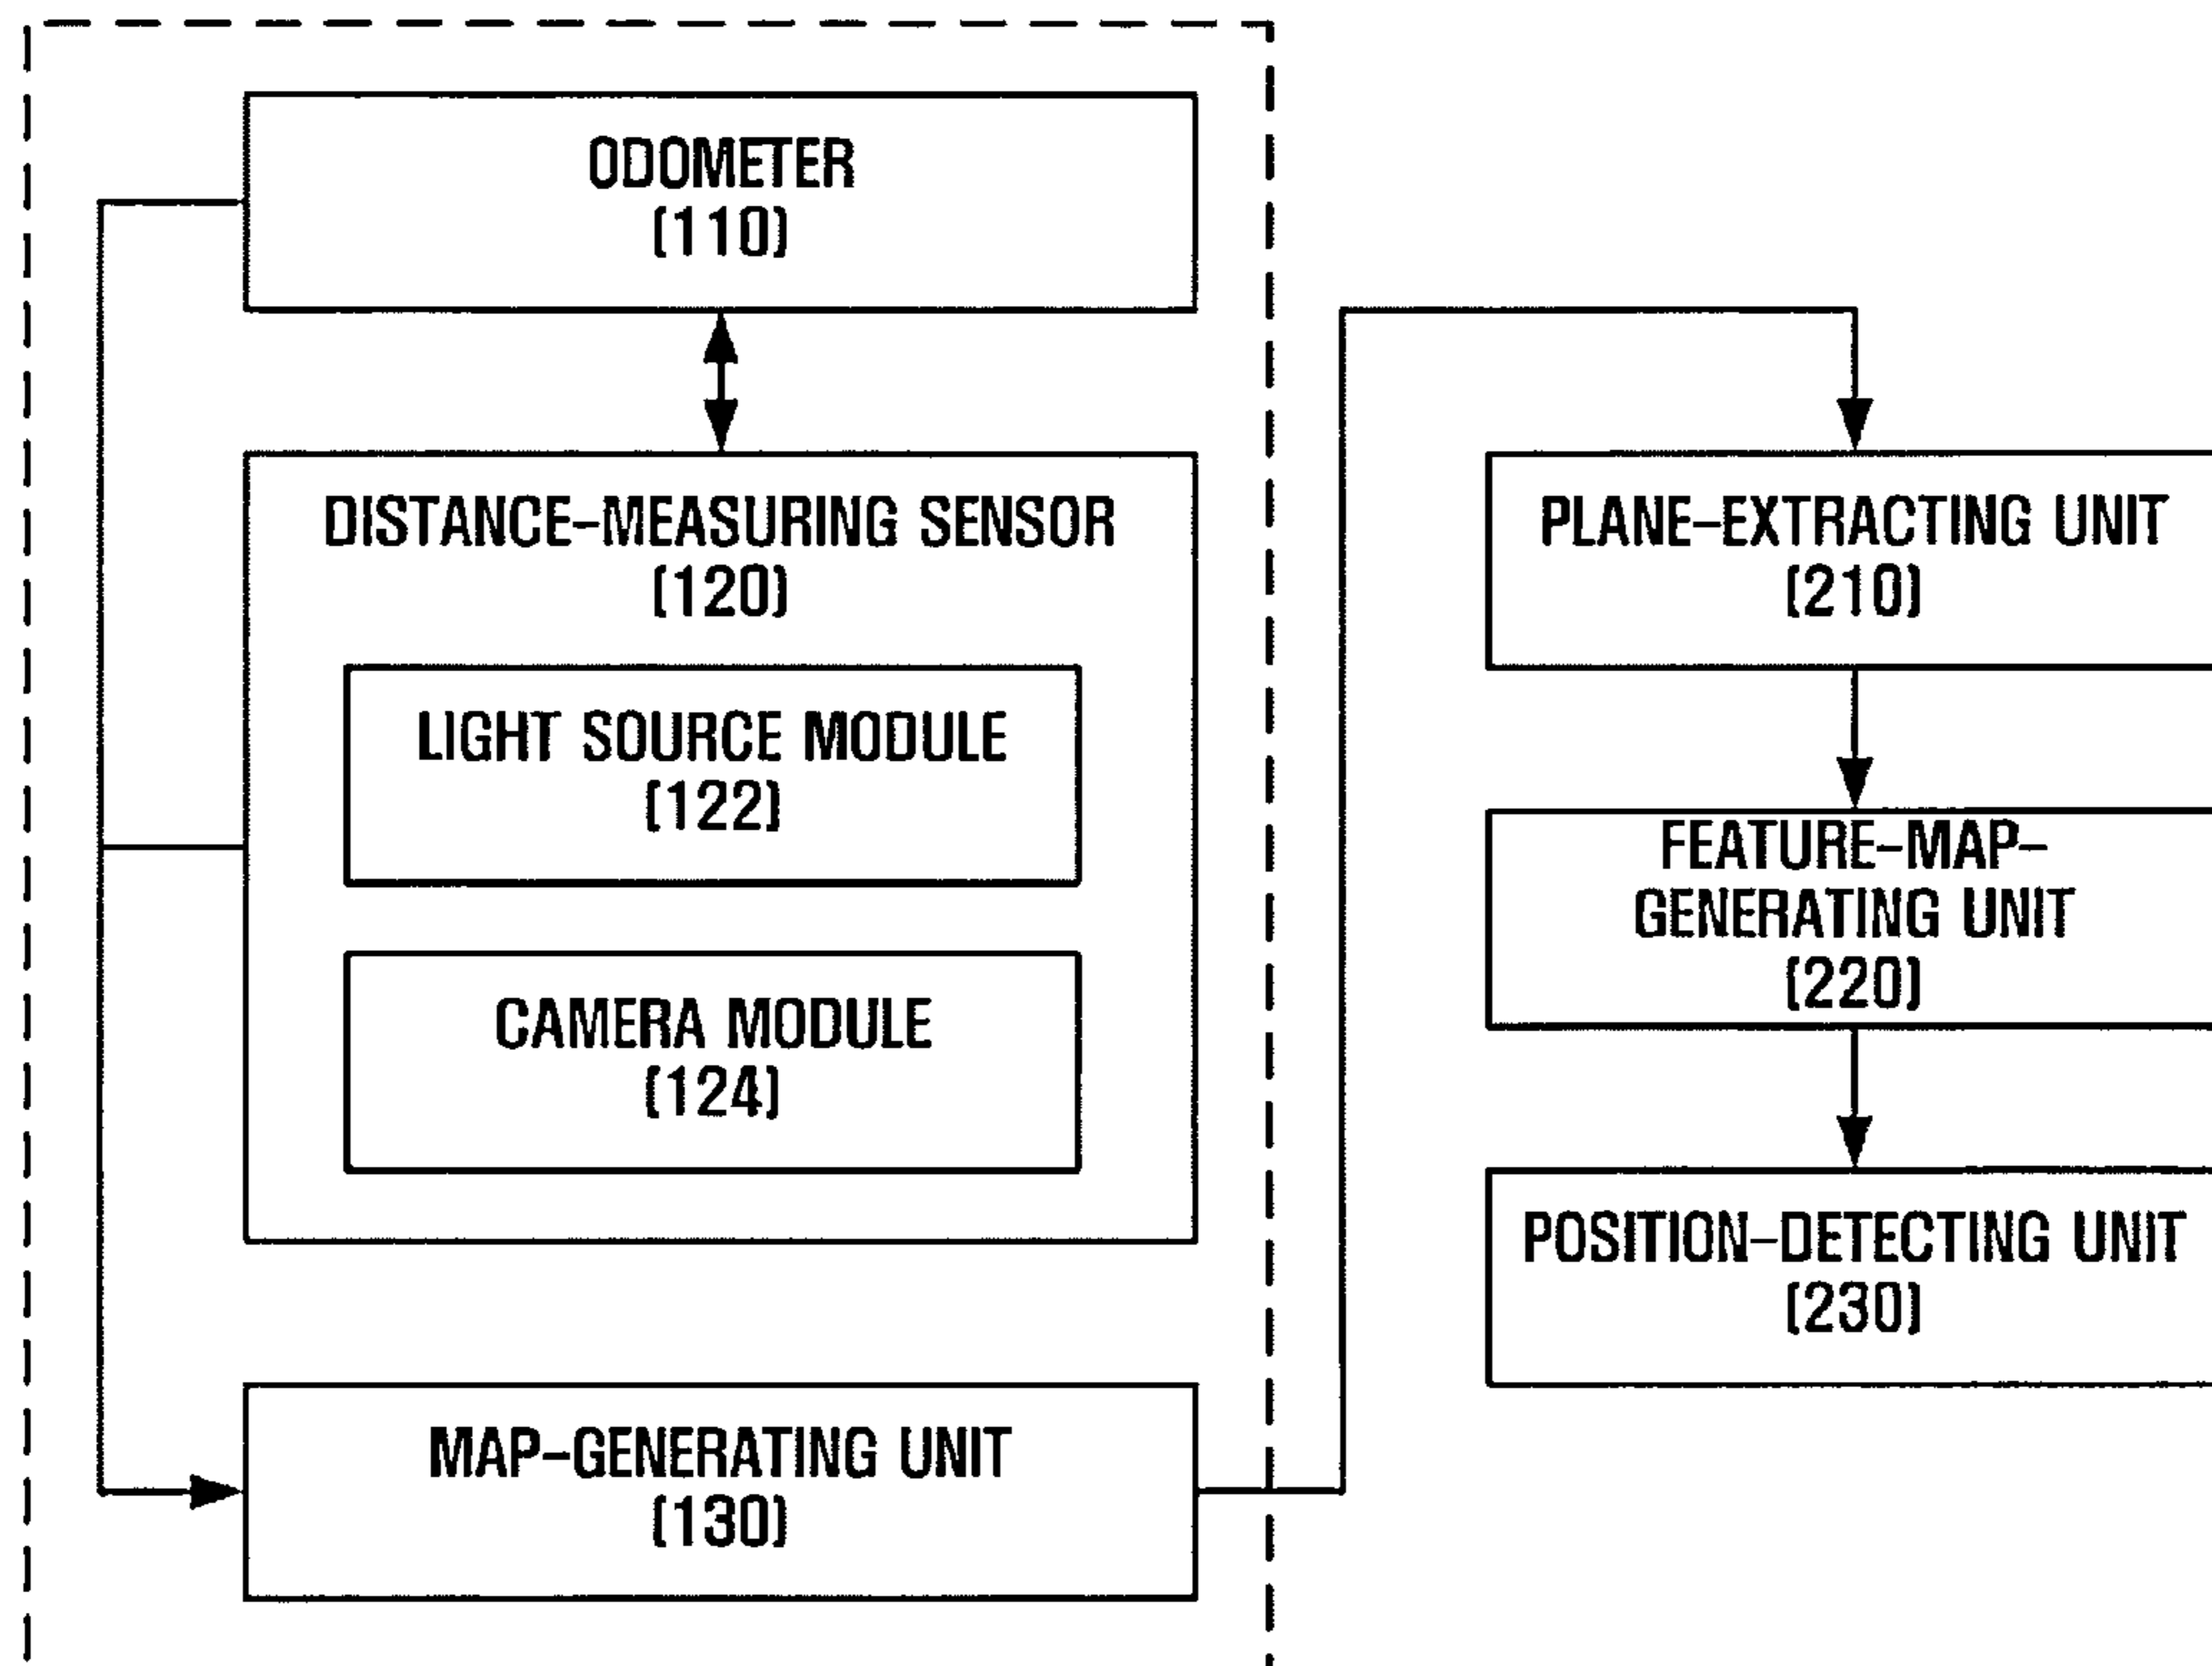 ODOMETER
(110)
DISTANCE-MEASURING SENSOR
(120)
LIGHT SOURCE MODULE
(122)
CAMERA MODULE
(124)
MAP-GENERATING UNIT
(130)
PLANE-EXTRACTING UNIT
(210)
FEATURE-MAP-
GENERATING UNIT
(220)
POSITION-DETECTING UNIT
(230)